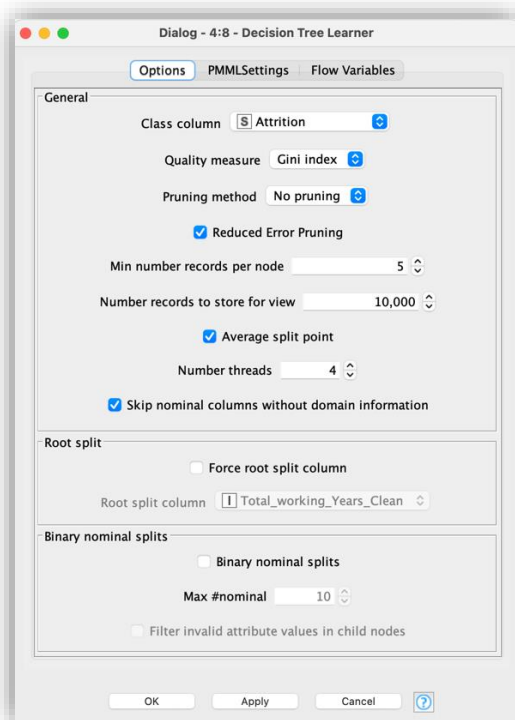 Dialog - 4:8 - Decision Tree Learner
Options PMMLSettings Flow Variables
General
Class column S Attrition
Quality measure Gini index
Pruning method No pruning
Reduced Error Pruning
Min number records per node 5
Number records to store for view 10,000
Average split point
Number threads 4
Skip nominal columns without domain information
Root split
Force root split column
Root split column I Total_working_Years_Clean
Binary nominal splits
Binary nominal splits
Max #nominal 10
Filter invalid attribute values in child nodes
OK Apply Cancel ?